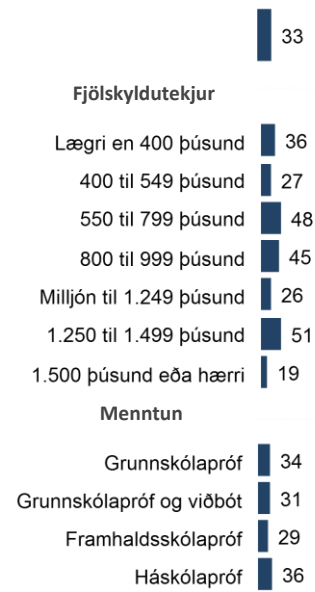 33
Fjölskyldutekjur
Lægri en 400 þúsund 36
400 til 549 þúsund 27
550 til 799 þúsund 48
800 til 999 þúsund 45
Milljón til 1.249 þúsund 26
1.250 til 1.499 þúsund 51
1.500 þúsund eða hærri 19
Menntun
Grunnskólapróf 34
Grunnskólapróf og viðbót 31
Framhaldsskólapróf 29
Háskólapróf 36